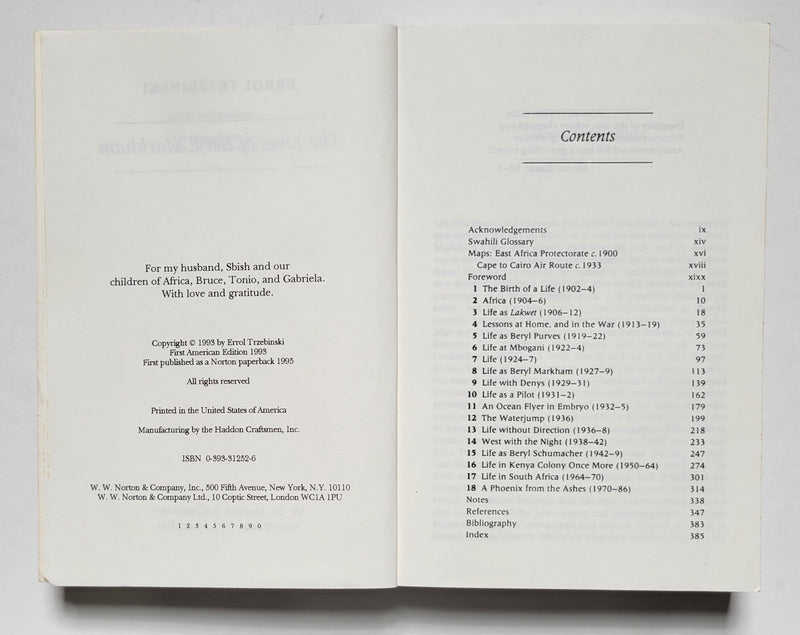 For my husband, Sbish and our
children of Africa, Bruce, Tonio, and Gabriela.
With love and gratitude.
Copyright © 1993 by Errol Trzebinski
First American Edition 1993
First published as a Norton paperback 1995
All rights reserved
Printed in the United States of America
Manufacturing by the Haddon Craftsmen, Inc.
ISBN 0-393-31252-6
W. W. Norton & Company, Inc., 500 Fifth Avenue, New York, N.Y. 10110
W. W. Norton & Company Ltd., 10 Coptic Street, London WC1A 1PU
1 2 3 4 5 6 7 8 9 0
Contents
Acknowledgements ix
Swahili Glossary xiv
Maps: East Africa Protectorate c. 1900 xvi
Cape to Cairo Air Route c. 1933 xviii
Foreword xixx
1 The Birth of a Life (1902–4) 1
2 Africa (1904–6) 10
3 Life as Lakwet (1906–12) 18
4 Lessons at Home, and in the War (1913–19) 35
5 Life as Beryl Purves (1919–22) 59
6 Life at Mbogani (1922–4) 73
7 Life (1924–7) 97
8 Life as Beryl Markham (1927–9) 113
9 Life with Denys (1929–31) 139
10 Life as a Pilot (1931–2) 162
11 An Ocean Flyer in Embryo (1932–5) 179
12 The Waterjump (1936) 199
13 Life without Direction (1936–8) 218
14 West with the Night (1938–42) 233
15 Life as Beryl Schumacher (1942–9) 247
16 Life in Kenya Colony Once More (1950–64) 274
17 Life in South Africa (1964–70) 301
18 A Phoenix from the Ashes (1970–86) 314
Notes 338
References 347
Bibliography 383
Index 385